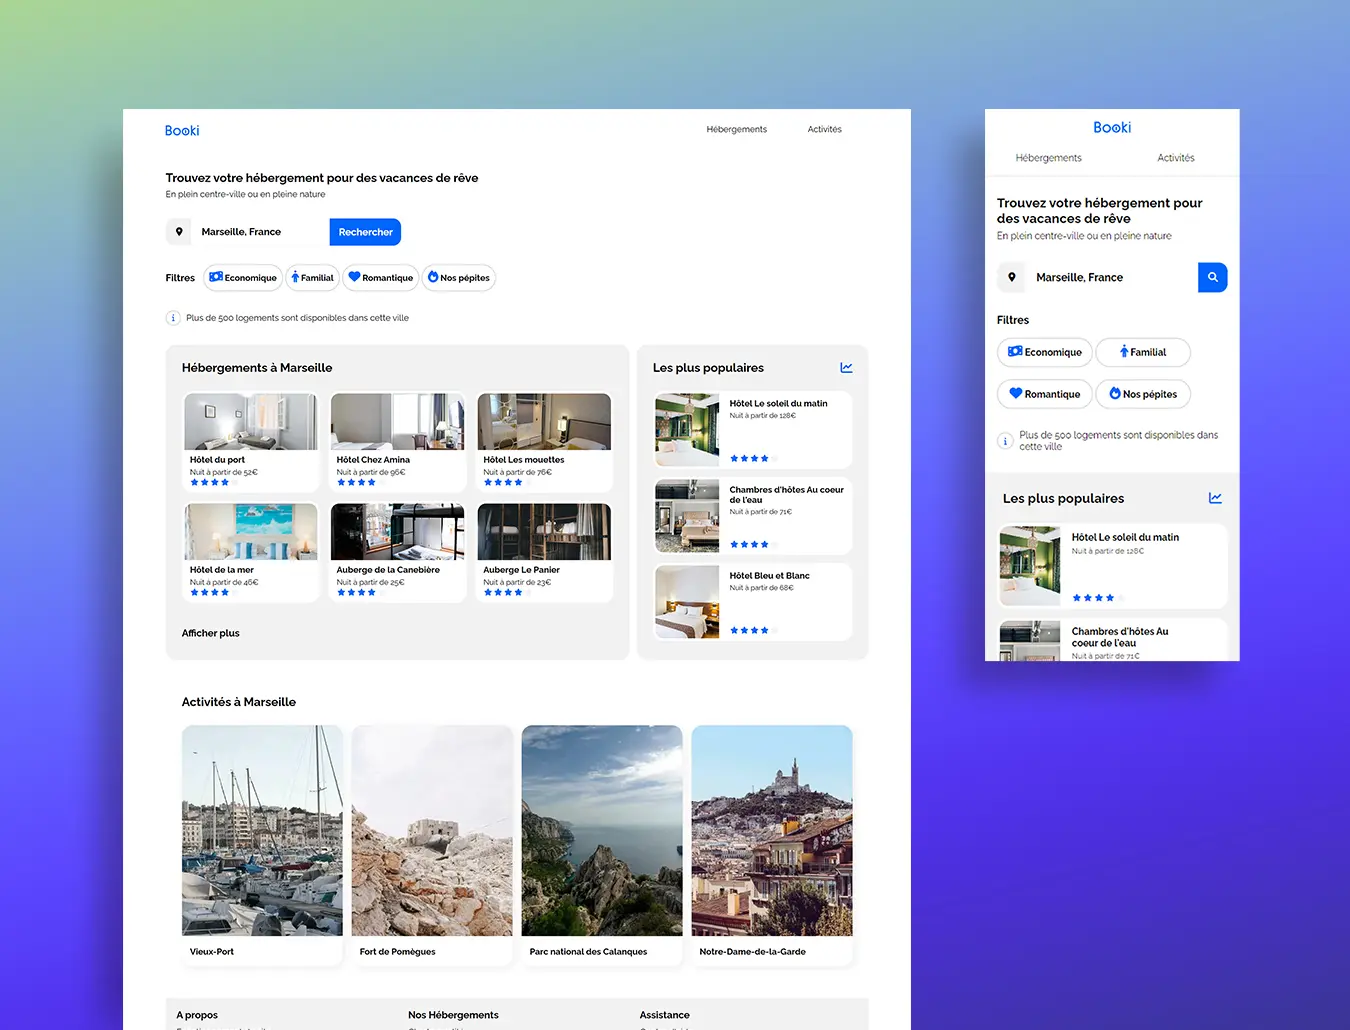 Booki
Hébergements
Activités
Trouvez votre hébergement pour des vacances de rêve
En plein centre-ville ou en pleine nature
Marseille, France
Rechercher
Filtres
Economique
Familial
Romantique
Nos pépites
Plus de 500 logements sont disponibles dans cette ville
Hébergements à Marseille
Hôtel du port
Nuit à partir de 52€
Hôtel Chez Amina
Nuit à partir de 96€
Hôtel Les mouettes
Nuit à partir de 76€
Hôtel de la mer
Nuit à partir de 46€
Auberge de la Canebière
Nuit à partir de 25€
Auberge Le Panier
Nuit à partir de 23€
Afficher plus
Les plus populaires
Hôtel Le soleil du matin
Nuit à partir de 128€
Chambres d'hôtes Au coeur
de l'eau
Nuit à partir de 71€
Hôtel Bleu et Blanc
Nuit à partir de 68€
Activités à Marseille
Vieux-Port
Fort de Pomègues
Parc national des Calanques
Notre-Dame-de-la-Garde
A propos
Nos Hébergements
Assistance
Booki
Hébergements
Activités
Trouvez votre hébergement pour
des vacances de rêve
En plein centre-ville ou en pleine nature
Marseille, France
Filtres
Economique
Familial
Romantique
Nos pépites
Plus de 500 logements sont disponibles dans
cette ville
Les plus populaires
Hôtel Le soleil du matin
Nuit à partir de 128€
Chambres d'hôtes Au
coeur de l'eau
Nuit à partir de 71€